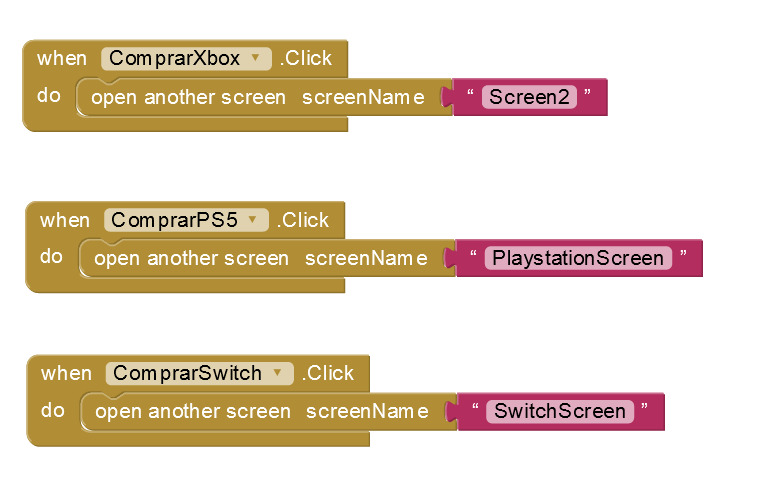 when ComprarXbox .Click
do open another screen screenName “ Screen2 ”
when ComprarPS5 .Click
do open another screen screenName “ PlaystationScreen ”
when ComprarSwitch .Click
do open another screen screenName “ SwitchScreen ”